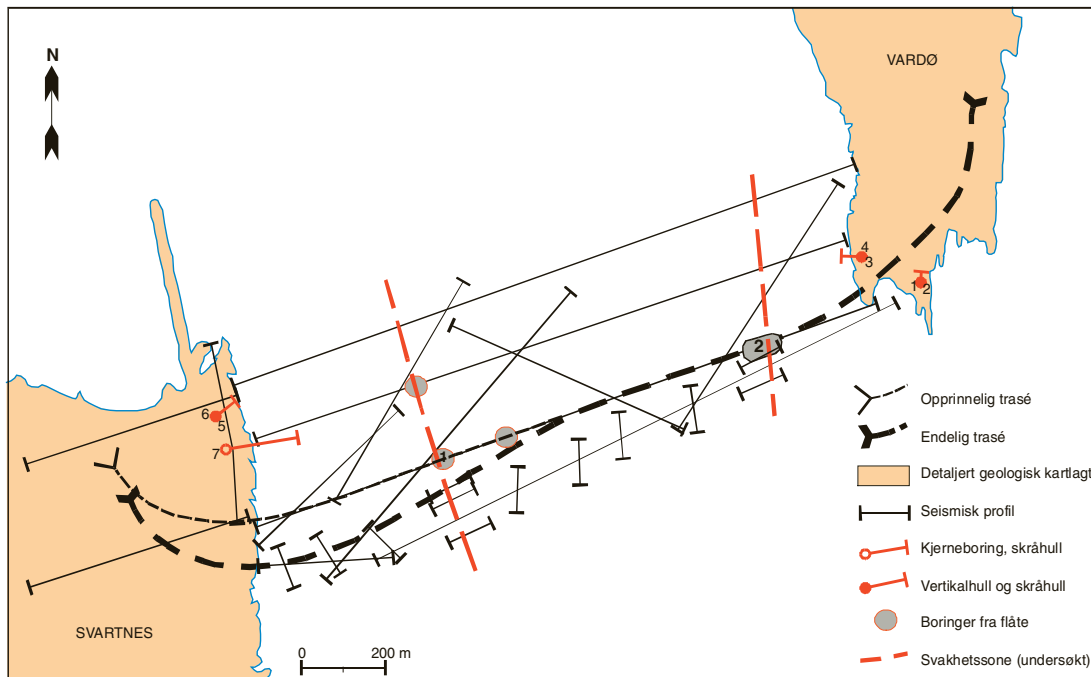 N
VARDØ
4
3
1 2
2
6
5
7
1
SVARTNES
0 200 m
Opprinnelig trasé
Endelig trasé
Detaljert geologisk kartlagt
Seismisk profil
Kjerneboring, skråhull
Vertikalhull og skråhull
Boringer fra flåte
Svakhetssone (undersøkt)